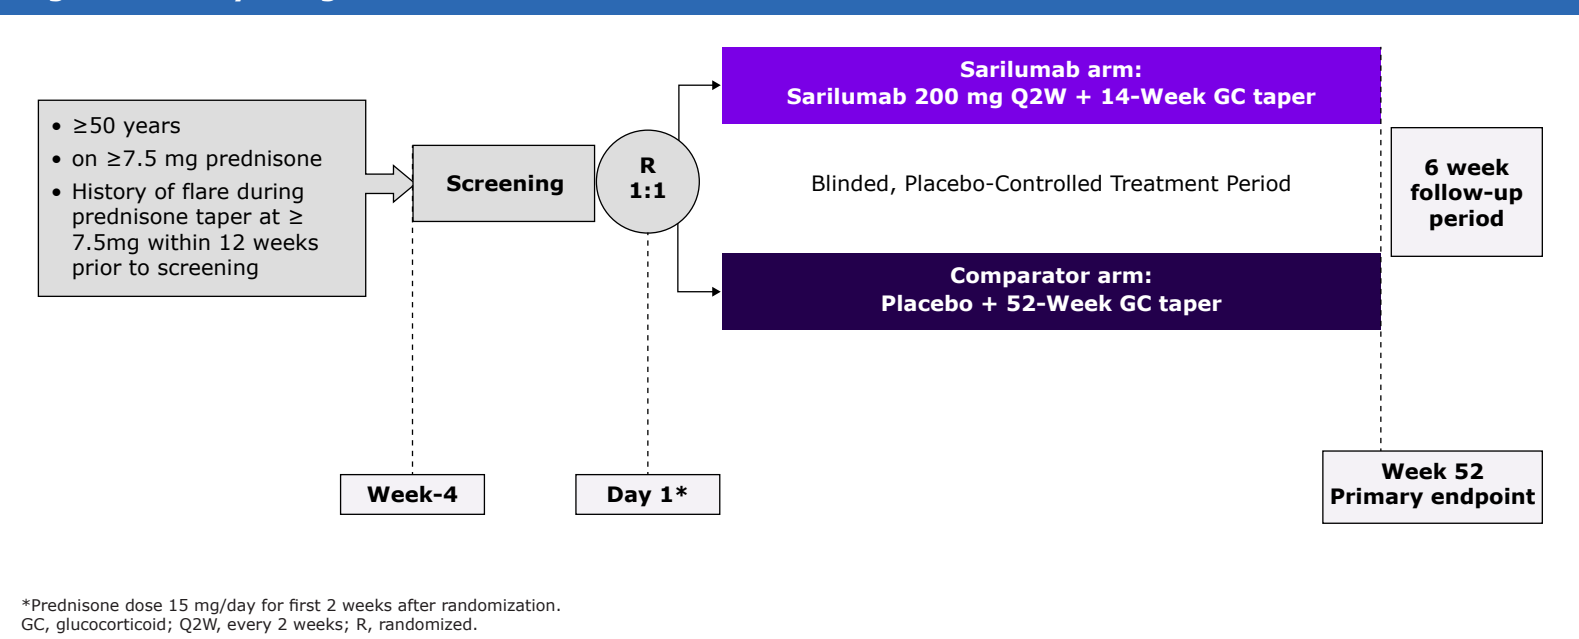 • ≥50 years
• on ≥7.5 mg prednisone
• History of flare during
prednisone taper at ≥
7.5mg within 12 weeks
prior to screening
Screening
R
1:1
Sarilumab arm:
Sarilumab 200 mg Q2W + 14-Week GC taper
Blinded, Placebo-Controlled Treatment Period
Comparator arm:
Placebo + 52-Week GC taper
6 week
follow-up
period
Week-4
Day 1*
Week 52
Primary endpoint
*Prednisone dose 15 mg/day for first 2 weeks after randomization.
GC, glucocorticoid; Q2W, every 2 weeks; R, randomized.